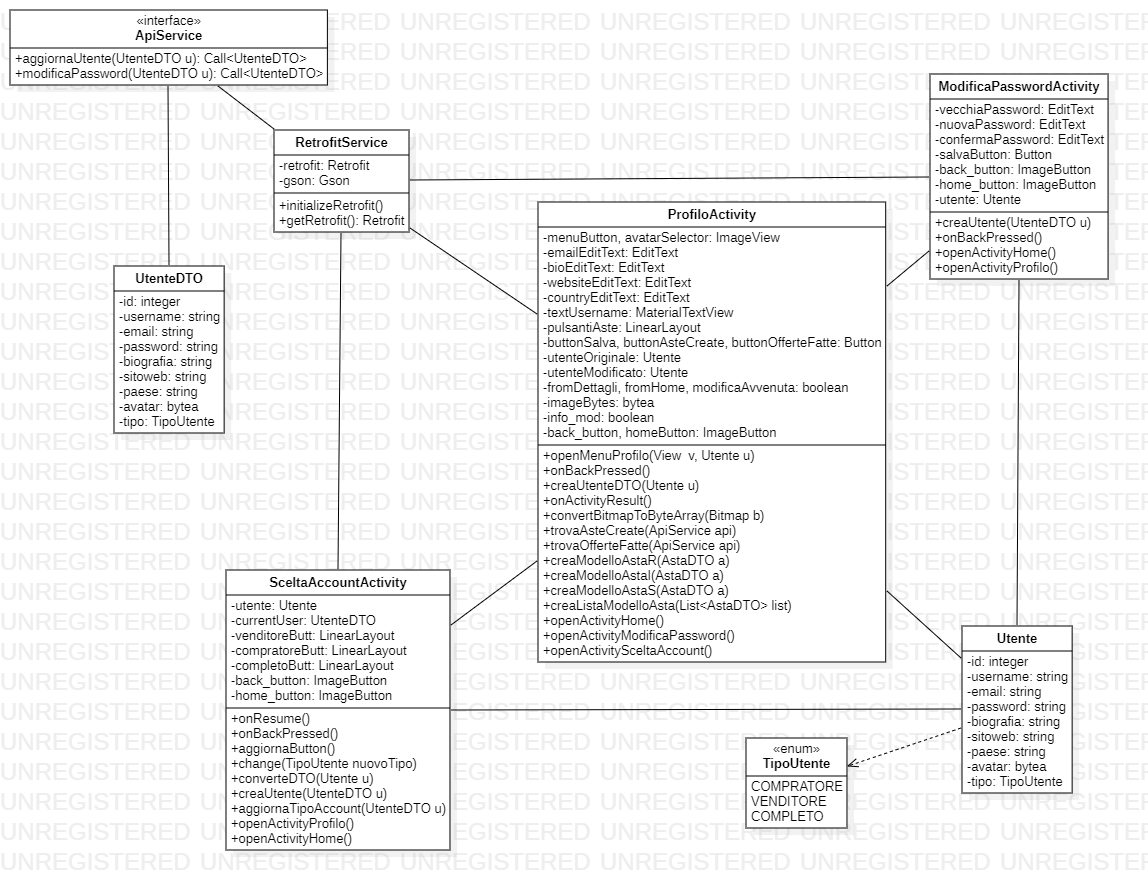 «interface»
ApiService
+aggiornaUtente(UtenteDTO u): Call<UtenteDTO>
+modificaPassword(UtenteDTO u): Call<UtenteDTO>
RetrofitService
-retrofit: Retrofit
-gson: Gson
+initializeRetrofit()
+getRetrofit(): Retrofit
ModificaPasswordActivity
-vecchiaPassword: EditText
-nuovaPassword: EditText
-confermaPassword: EditText
-salvaButton: Button
-back_button: ImageButton
-home_button: ImageButton
-utente: Utente
+creaUtente(UtenteDTO u)
+onBackPressed()
+openActivityHome()
+openActivityProfilo()
ProfiloActivity
-menuButton, avatarSelector: ImageView
-emailEditText: EditText
-bioEditText: EditText
-websiteEditText: EditText
-countryEditText: EditText
-textUsername: MaterialTextView
-pulsantiAste: LinearLayout
-buttonSalva, buttonAsteCreate, buttonOfferteFatte: Button
-utenteOriginale: Utente
-utenteModificato: Utente
-fromDettagli, fromHome, modificaAvvenuta: boolean
-imageBytes: bytea
-info_mod: boolean
-back_button, homeButton: ImageButton
+openMenuProfilo(View  v, Utente u)
+onBackPressed()
+creaUtenteDTO(Utente u)
+onActivityResult()
+convertBitmapToByteArray(Bitmap b)
+trovaAsteCreate(ApiService api)
+trovaOfferteFatte(ApiService api)
+creaModelloAstaR(AstaDTO a)
+creaModelloAstaI(AstaDTO a)
+creaModelloAstaS(AstaDTO a)
+creaListaModelloAsta(List<AstaDTO> list)
+openActivityHome()
+openActivityModificaPassword()
+openActivitySceltaAccount()
UtenteDTO
-id: integer
-username: string
-email: string
-password: string
-biografia: string
-sitoweb: string
-paese: string
-avatar: bytea
-tipo: TipoUtente
SceltaAccountActivity
-utente: Utente
-currentUser: UtenteDTO
-venditoreButt: LinearLayout
-compratoreButt: LinearLayout
-completoButt: LinearLayout
-back_button: ImageButton
-home_button: ImageButton
+onResume()
+onBackPressed()
+aggiornaButton()
+change(TipoUtente nuovoTipo)
+converteDTO(Utente u)
+creaUtente(UtenteDTO u)
+aggiornaTipoAccount(UtenteDTO u)
+openActivityProfilo()
+openActivityHome()
Utente
-id: integer
-username: string
-email: string
-password: string
-biografia: string
-sitoweb: string
-paese: string
-avatar: bytea
-tipo: TipoUtente
«enum»
TipoUtente
COMPRATORE
VENDITORE
COMPLETO
UNREGISTERED